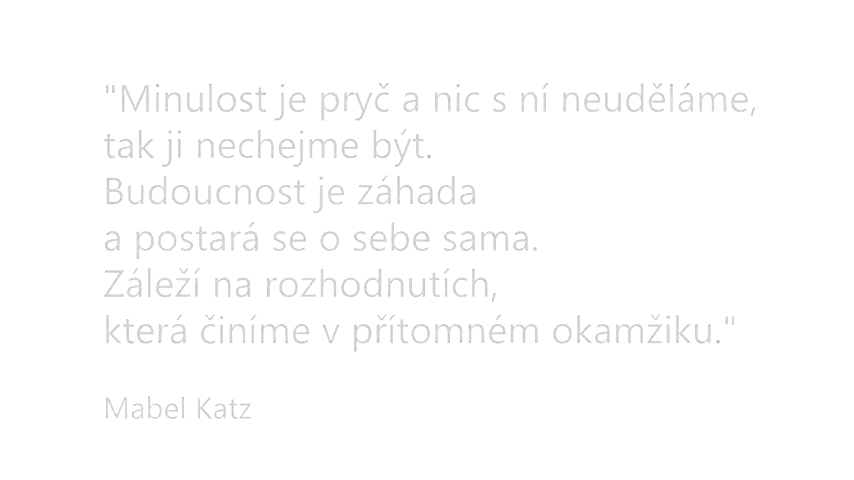 "Minulost je pryč a nic s ní neuděláme,
tak ji nechejme být.
Budoucnost je záhada
a postará se o sebe sama.
Záleží na rozhodnutích,
která činíme v přítomném okamžiku."
Mabel Katz